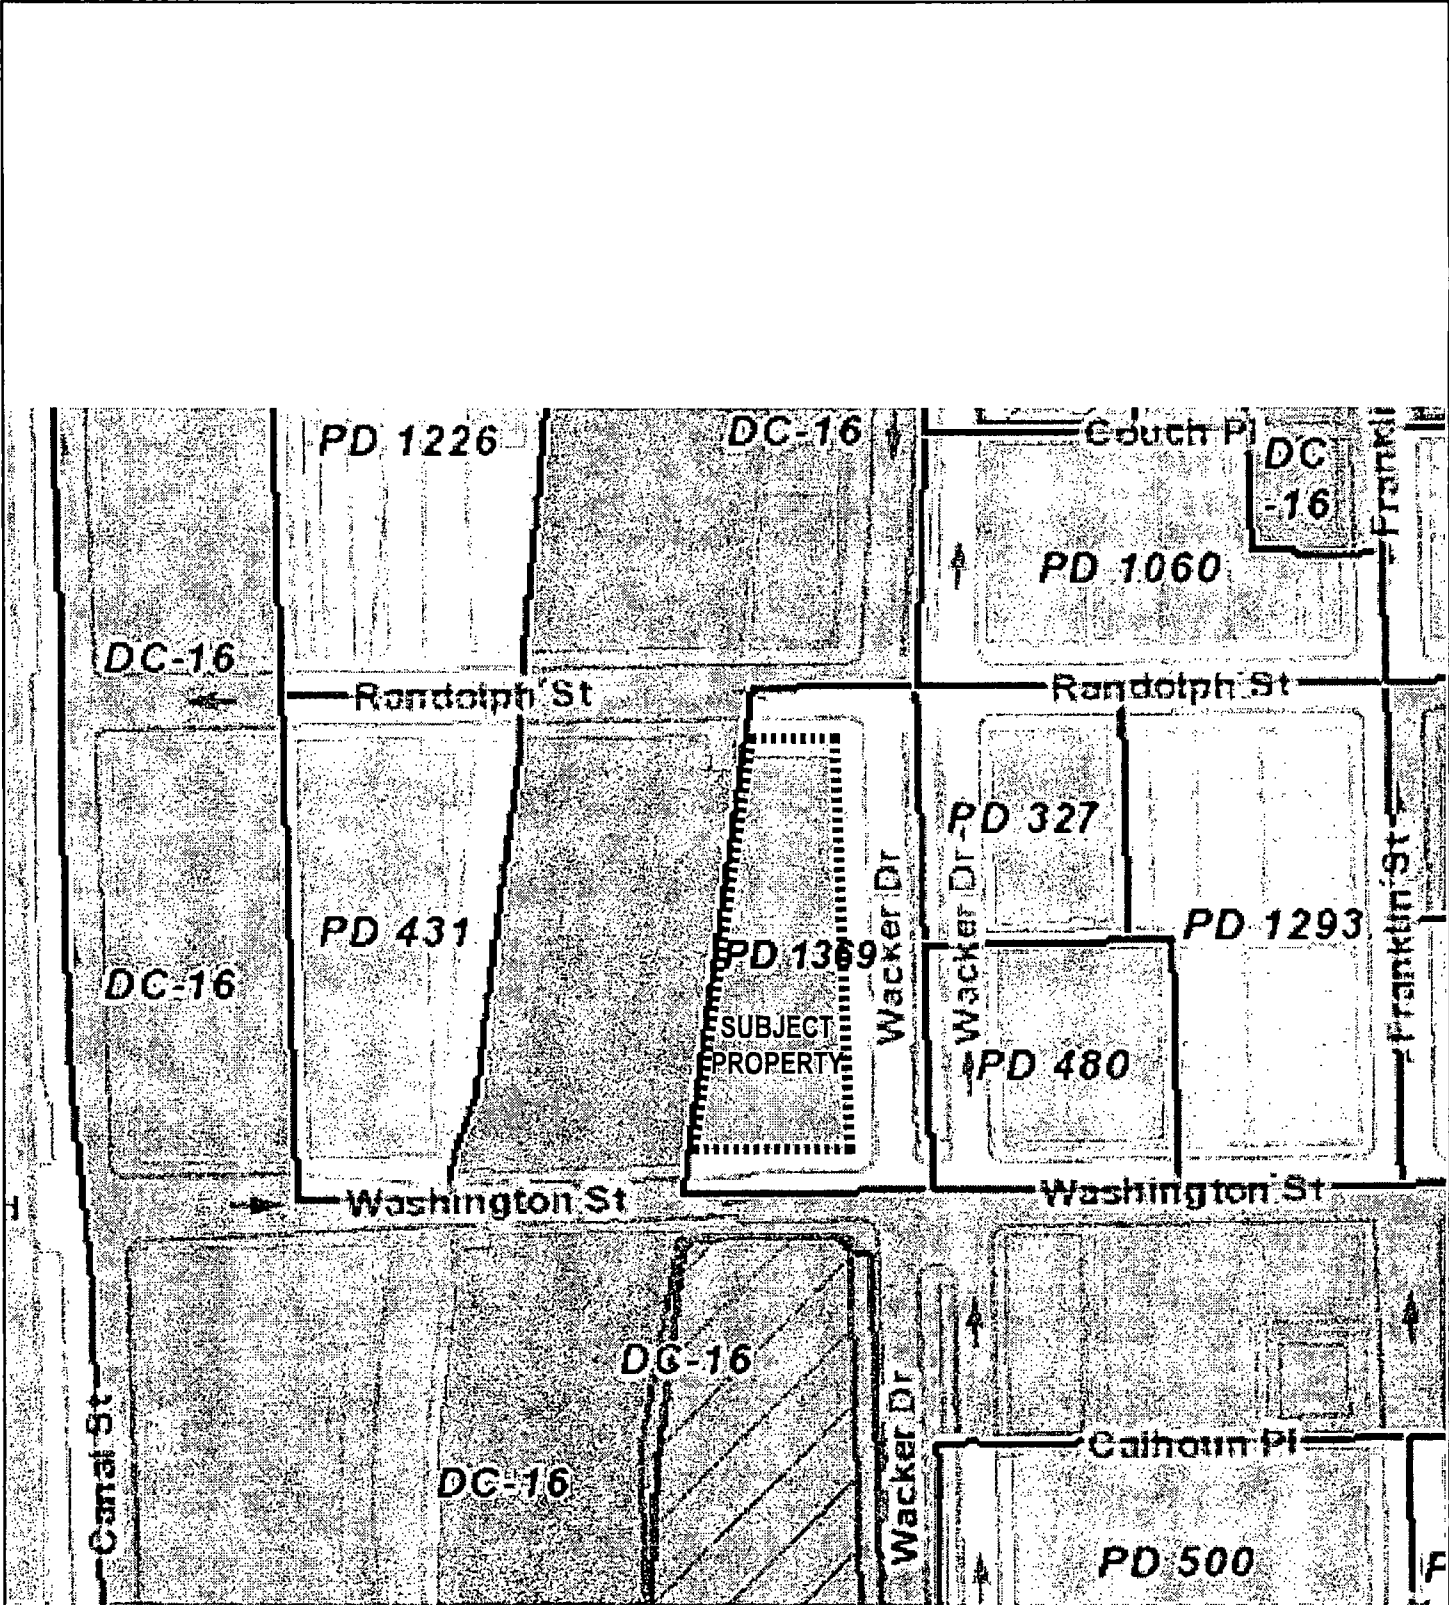 PD 1226
DC-16
Couch Pl
DC
-16
Frankli
PD 1060
DC-16
Randolph St
Randolph St
PD 327
Wacker Dr
Wacker Dr
Franklin St
PD 431
PD 1293
PD 1369
DC-16
SUBJECT
PROPERTY
PD 480
Washington St
Washington St
DC-16
Canal St
Wacker Dr
Calhoun Pl
DC-16
PD 500